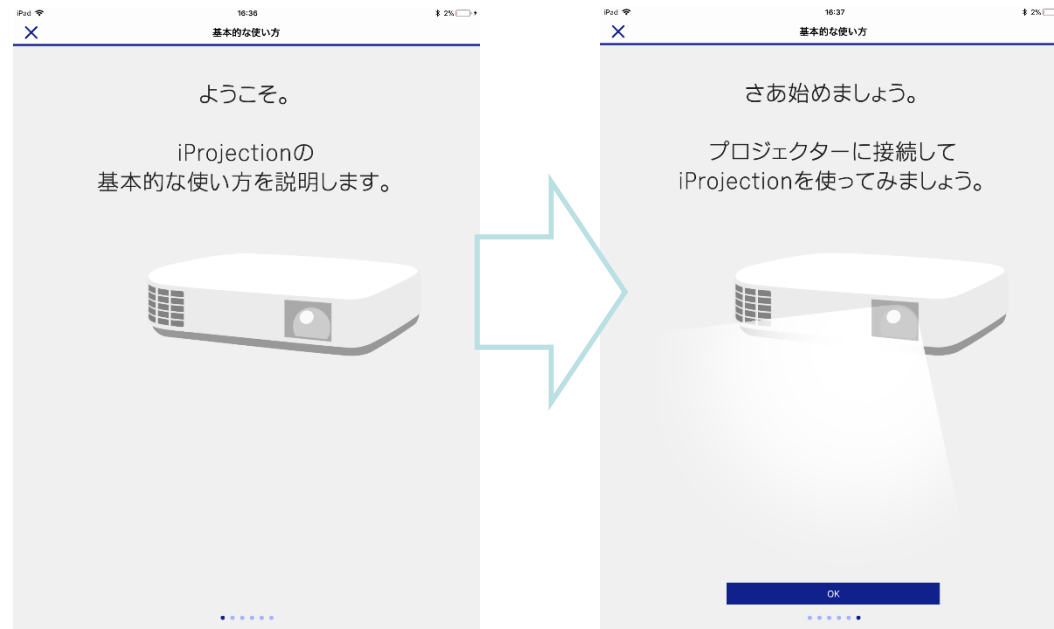 iPad 16:36 2%
基本的な使い方
ようこそ。
iProjectionの
基本的な使い方を説明します。
iPad 16:37 2%
基本的な使い方
さあ始めましょう。
プロジェクターに接続して
iProjectionを使ってみましょう。
OK